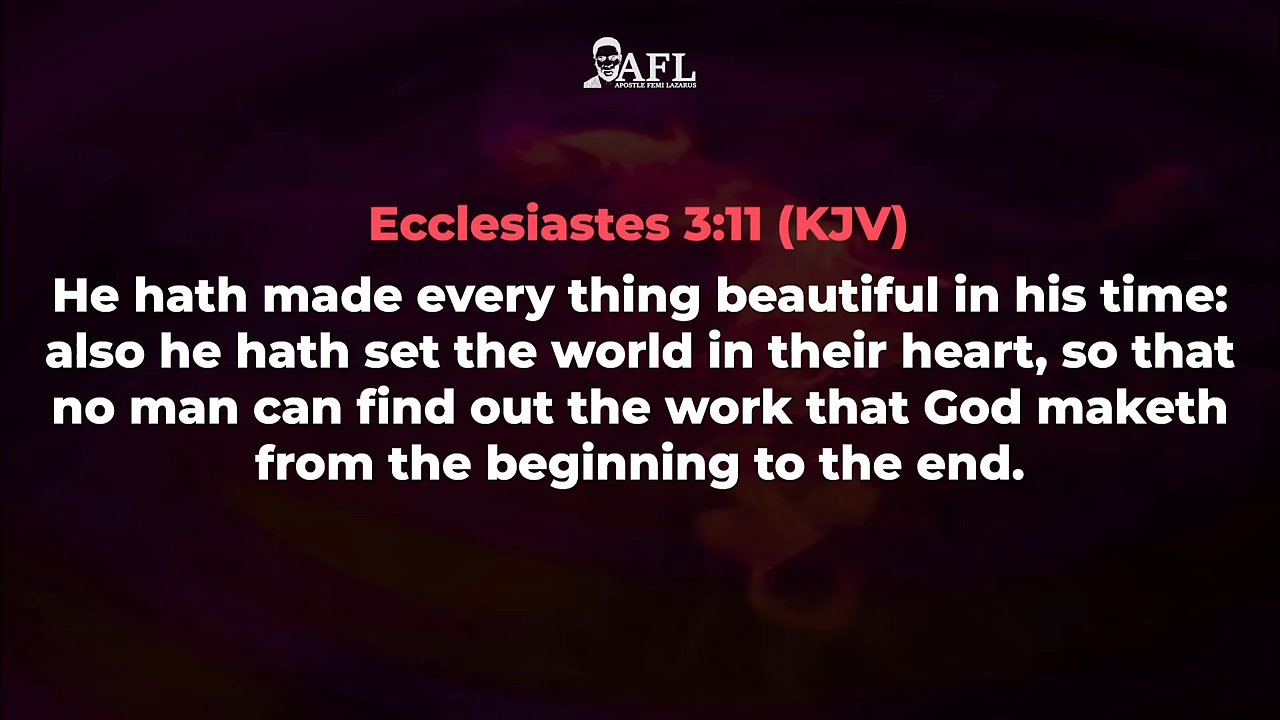 AFL
APOSTLE FEMI LAZARUS
Ecclesiastes 3:11 (KJV)
He hath made every thing beautiful in his time:
also he hath set the world in their heart, so that
no man can find out the work that God maketh
from the beginning to the end.